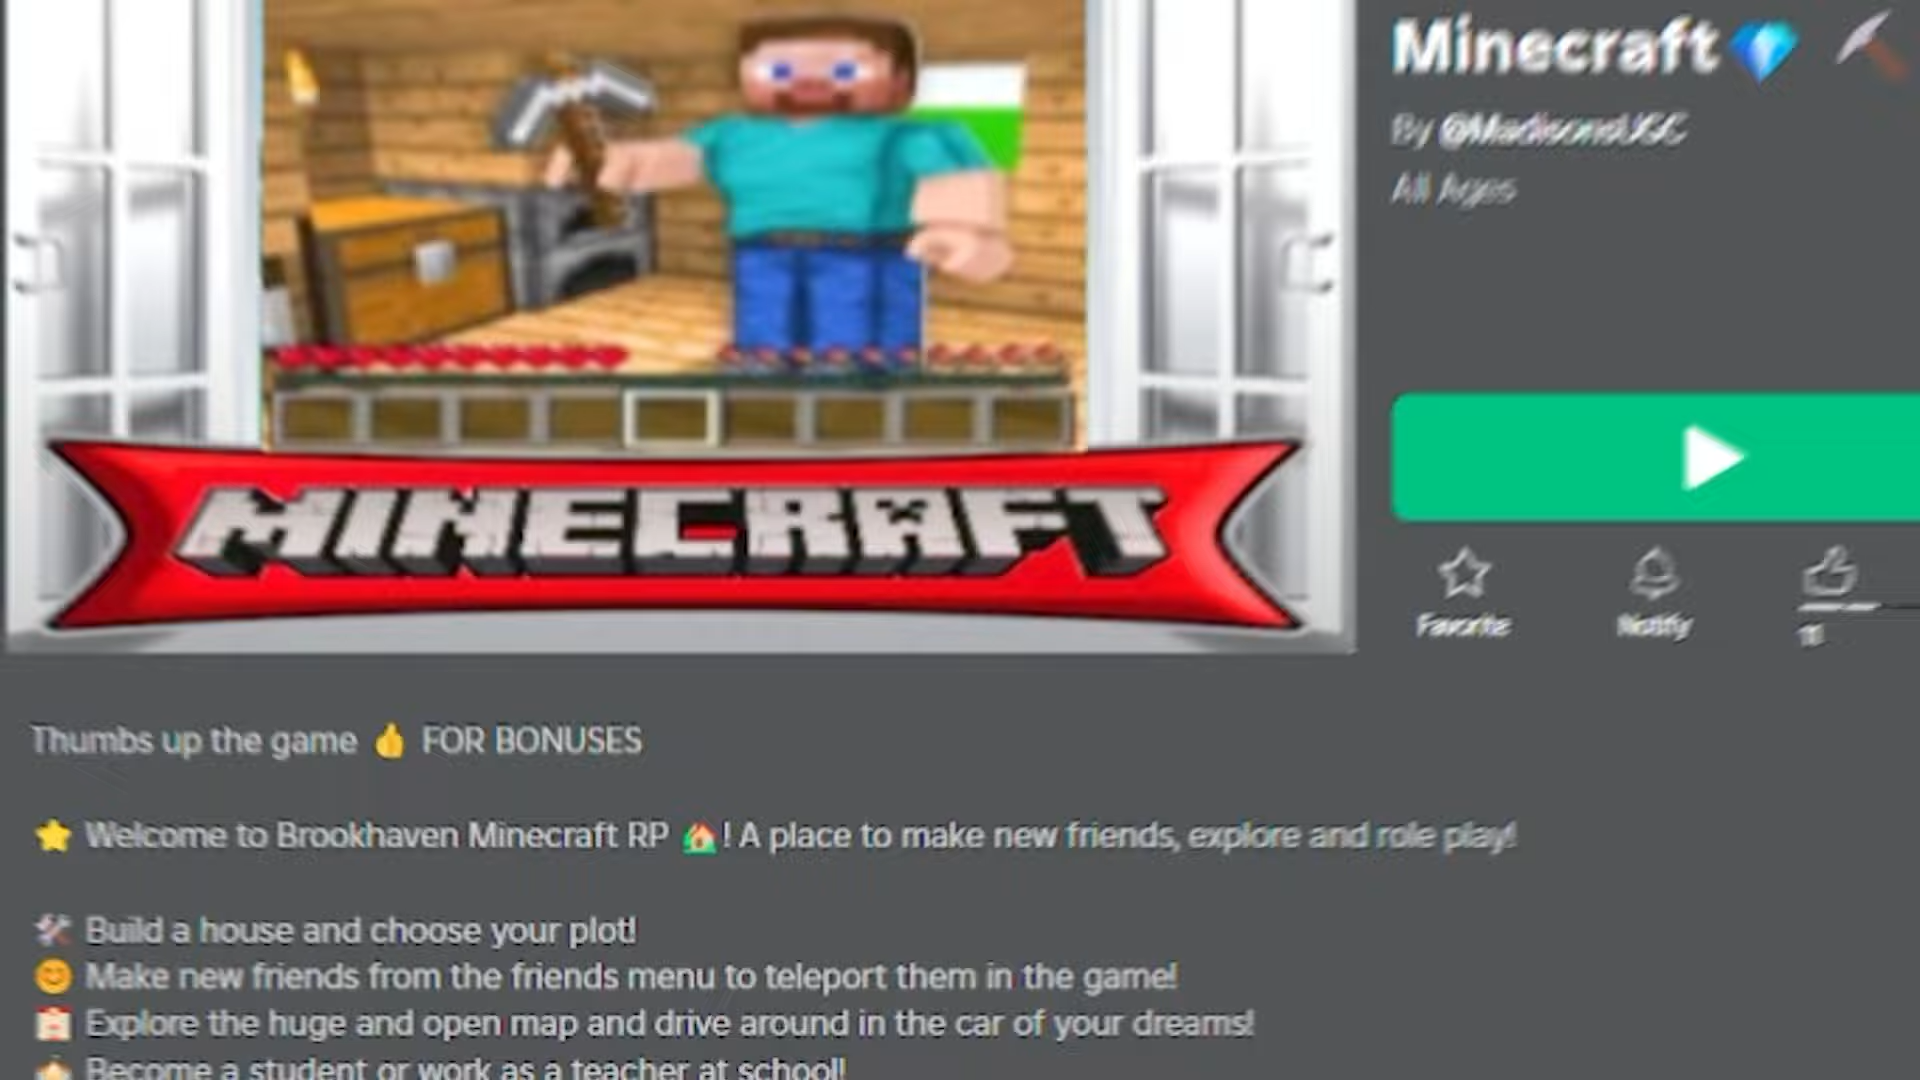 Minecraft💎 ⛏
By @MadisonsUGC
All Ages
MINECRAFT
Favorite
Notify
11
Thumbs up the game 👍 FOR BONUSES
⭐ Welcome to Brookhaven Minecraft RP 🏡! A place to make new friends, explore and role play!
🛠 Build a house and choose your plot!
😊 Make new friends from the friends menu to teleport them in the game!
Explore the huge and open map and drive around in the car of your dreams!
Become a student or work as a teacher at school!